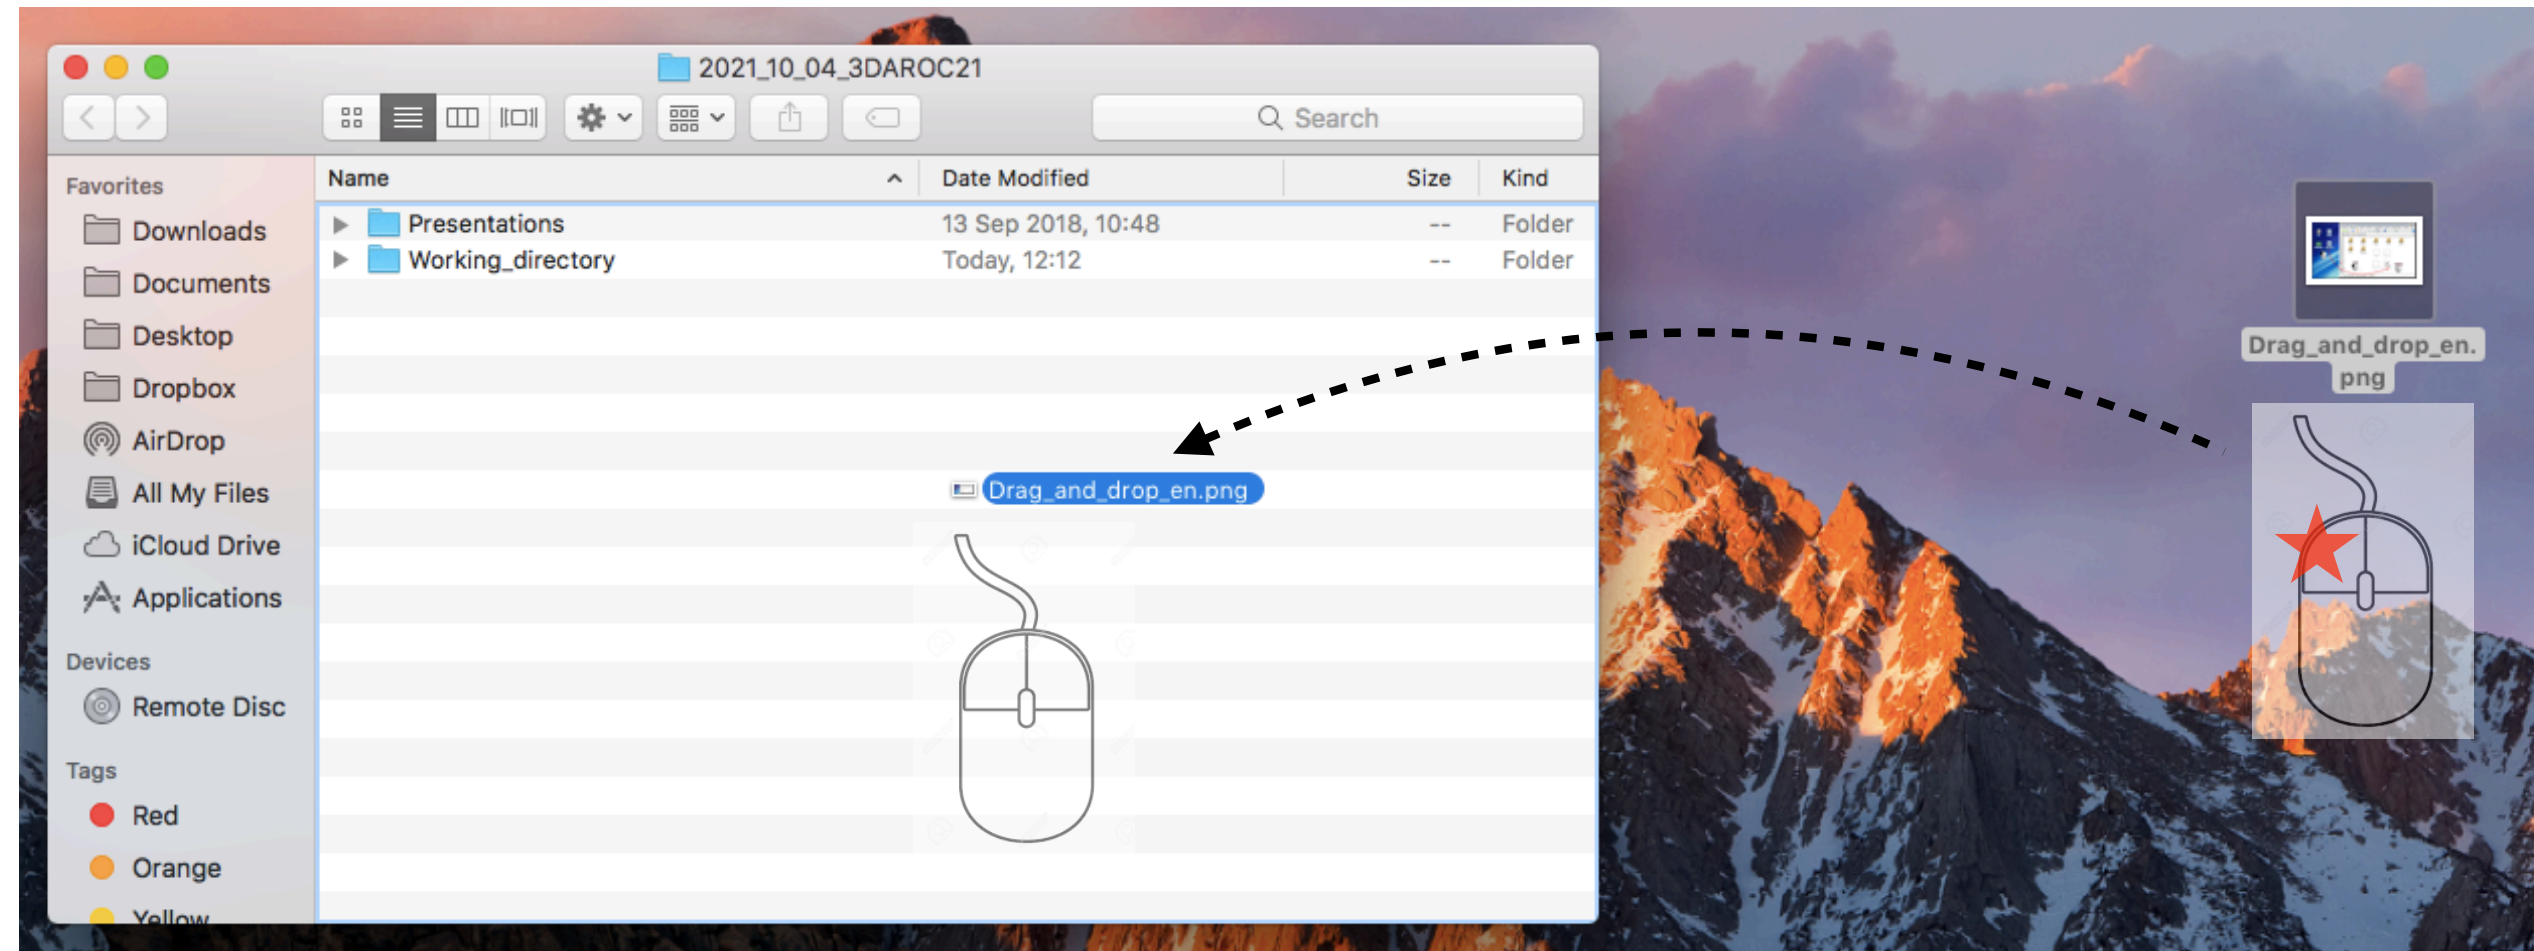 2021_10_04_3DAROC21
Search
Favorites
Downloads
Documents
Desktop
Dropbox
AirDrop
All My Files
iCloud Drive
Applications
Devices
Remote Disc
Tags
Red
Orange
Yellow
Name Date Modified Size Kind
Presentations 13 Sep 2018, 10:48 -- Folder
Working_directory Today, 12:12 -- Folder
Drag_and_drop_en.png
Drag_and_drop_en.
png